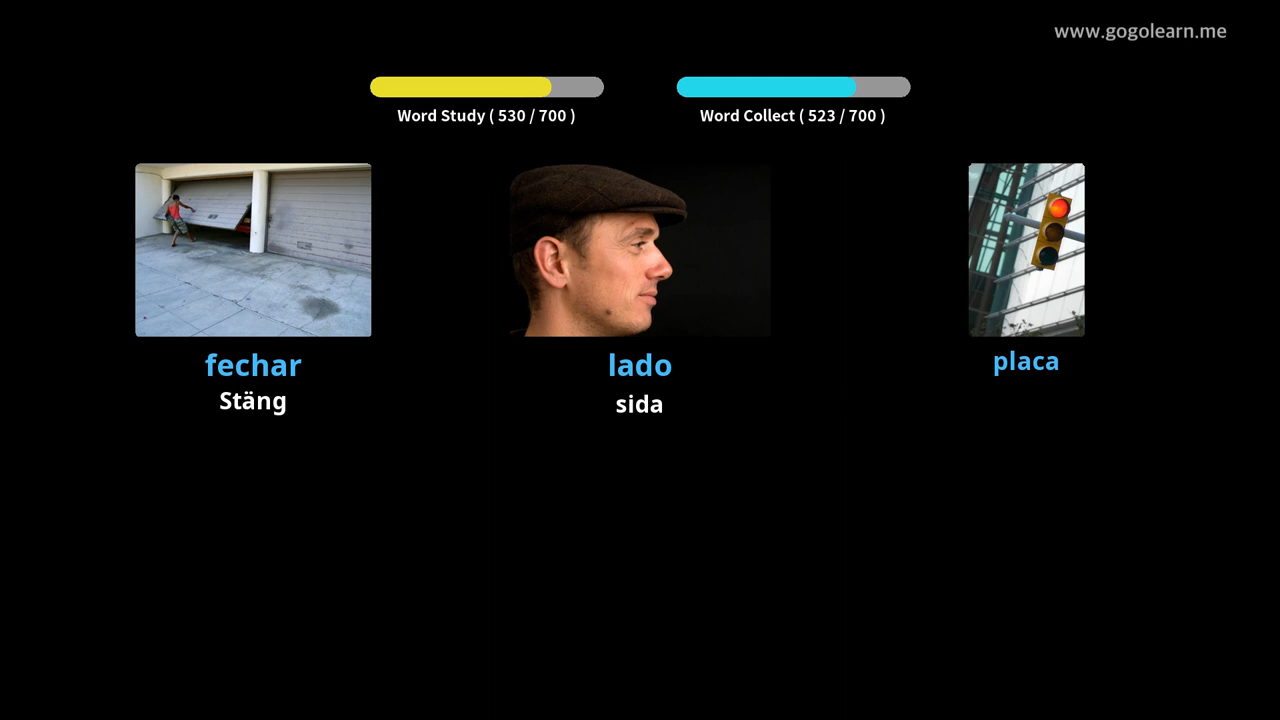 www.gogolearn.me
Word Study ( 530 / 700 )
Word Collect ( 523 / 700 )
fechar
Stäng
lado
sida
placa